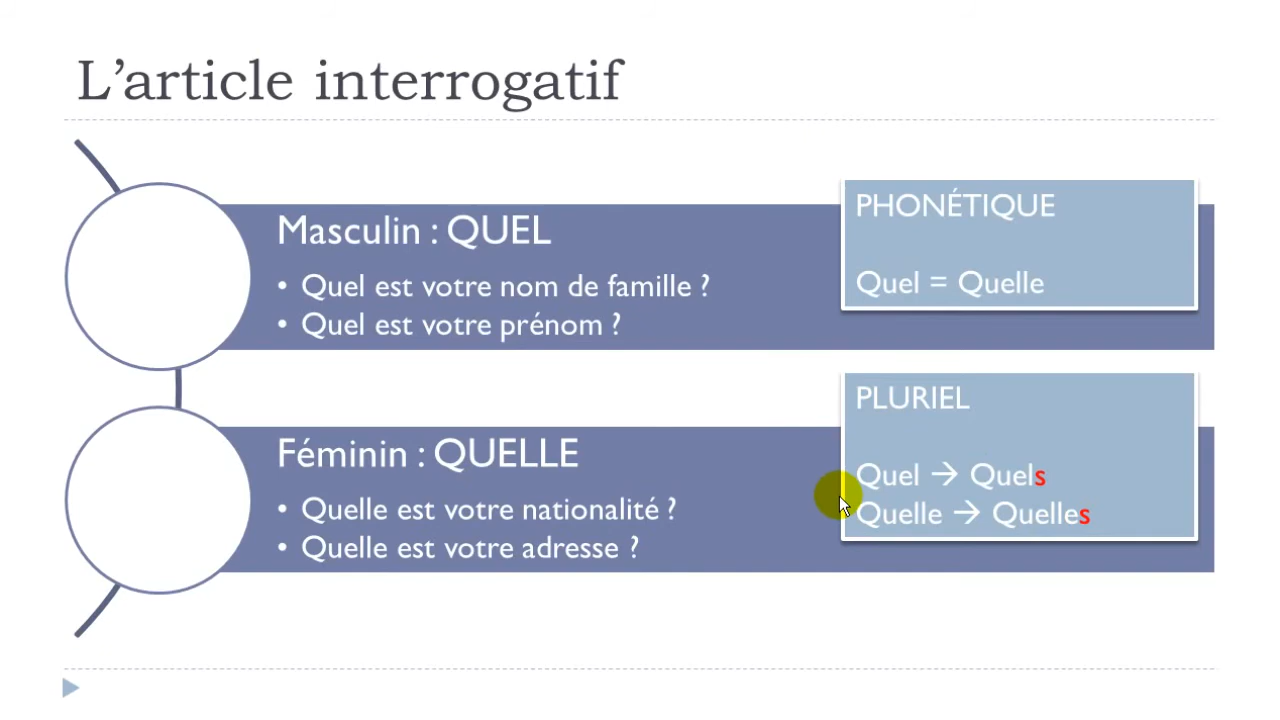 L’article interrogatif
Masculin : QUEL
• Quel est votre nom de famille ?
• Quel est votre prénom ?
PHONÉTIQUE
Quel = Quelle
Féminin : QUELLE
• Quelle est votre nationalité ?
• Quelle est votre adresse ?
PLURIEL
Quel → Quels
Quelle → Quelles